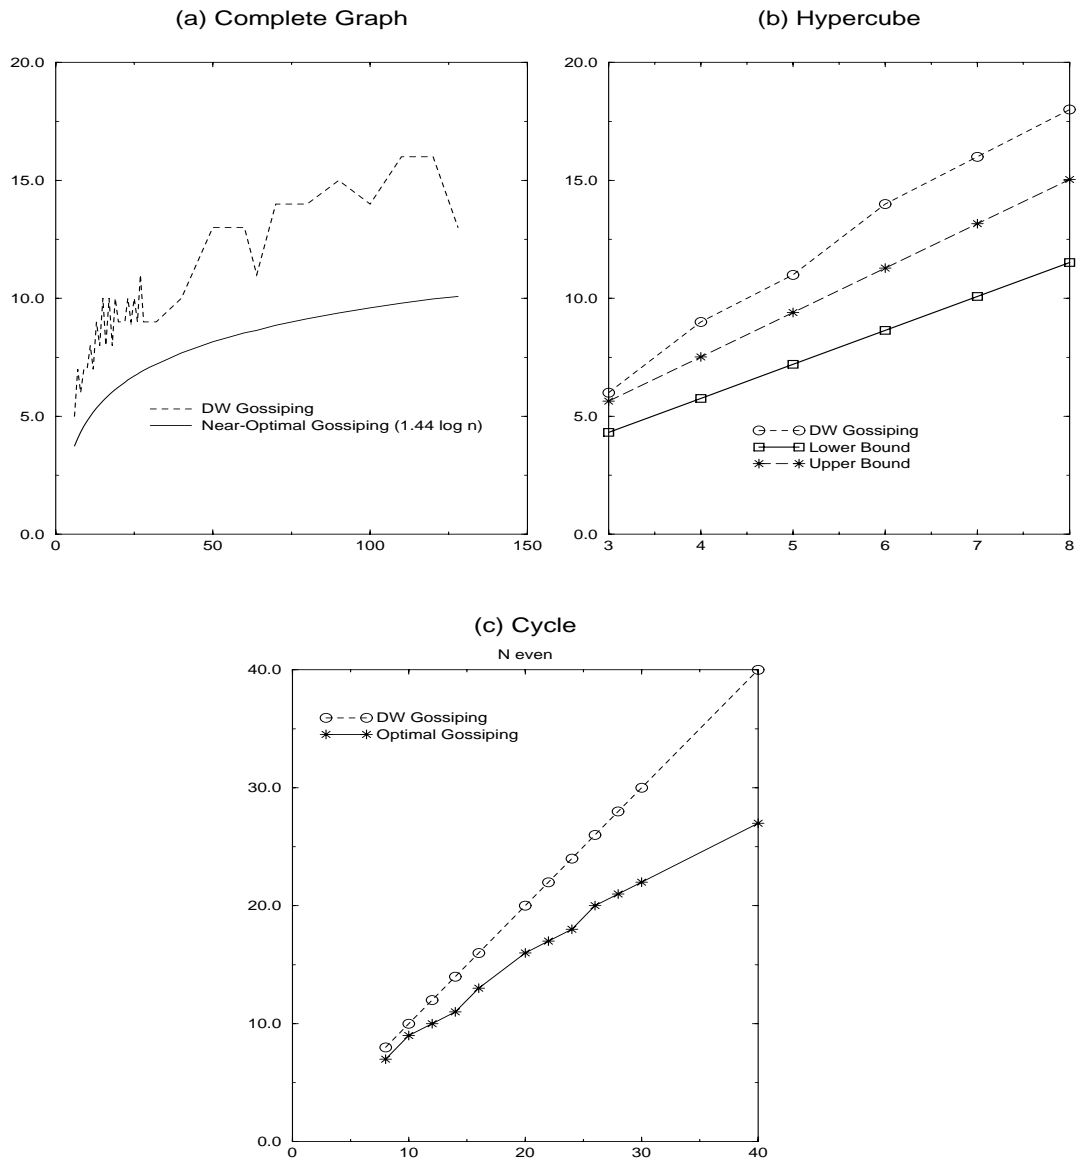 (a) Complete Graph
20.0
15.0
10.0
5.0
0.0
0
50
100
150
DW Gossiping
Near-Optimal Gossiping (1.44 log n)
(b) Hypercube
20.0
15.0
10.0
5.0
0.0
3
4
5
6
7
8
DW Gossiping
Lower Bound
Upper Bound
(c) Cycle
N even
40.0
30.0
20.0
10.0
0.0
0
10
20
30
40
DW Gossiping
Optimal Gossiping